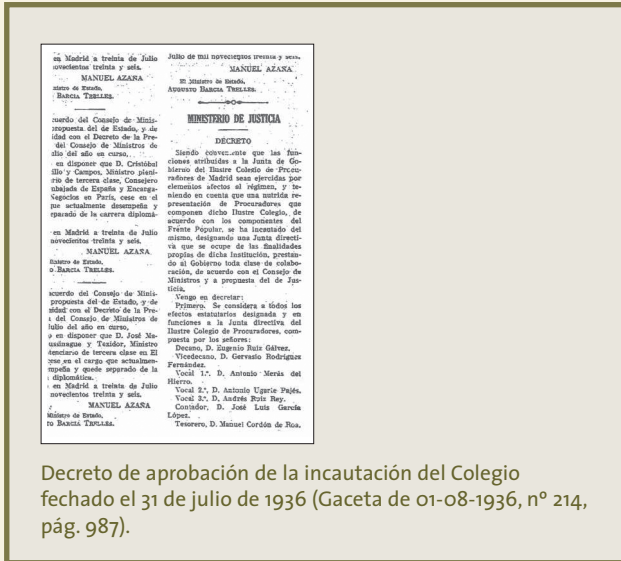 en Madrid a treinta de Julio
novecientos treinta y seis.
MANUEL AZAÑA
nistro de Estado,
BARCIA TRELLES.
cuerdo del Consejo de Minis-
propuesta del de Estado, y de
idad con el Decreto de la Pre-
del Consejo de Ministros de
ulio del año en curso,
en disponer que D. Cristóbal
illo y Campos, Ministro pleni-
rio de tercera clase, Consejero
mbajada de España y Encarga-
Negocios en París, cese en el
que actualmente desempeña y
eparado de la carrera diplomá-
en Madrid a treinta de Julio
novecientos treinta y seis.
MANUEL AZAÑA
inistro de Estado,
O BARCIA TRELLES.
acuerdo del Consejo de Minis-
propuesta del de Estado, y de
midad con el Decreto de la Pre-
a del Consejo de Ministros de
Julio del año en curso,
o en disponer que D. José
y Texidor, Ministro
tenciario de tercera clase en El
cese en el cargo que actualmen-
empeña y quede separado de la
diplomática.
en Madrid a treinta de Julio
novecientos treinta y seis.
MANUEL AZAÑA
Ministro de Estado,
TO BARCIA TRELLES.
Julio de mil novecientos treinta y seis.
MANUEL AZAÑA
El Ministro de Estado,
AUGUSTO BARCIA TRELLES.
MINISTERIO DE JUSTICIA
DECRETO
Siendo conveniente que las fun-
ciones atribuídas a la Junta de Go-
bierno del Ilustre Colegio de Procu-
radores de Madrid sean ejercidas por
elementos afectos al régimen, y te-
niendo en cuenta que una nutrida re-
presentación de Procuradores que
componen dicho Ilustre Colegio, de
acuerdo con los componentes del
Frente Popular, se ha incautado del
mismo, designando una Junta directi-
va que se ocupe de las finalidades
propias de dicha Institución, prestan-
do al Gobierno toda clase de colabo-
ración, de acuerdo con el Consejo de
Ministros y a propuesta del de Jus-
ticia,
Vengo en decretar:
Primero. Se considera a todos los
efectos estatutarios designada y en
funciones a la Junta directiva del
Ilustre Colegio de Procuradores, com-
puesta por los señores:
Decano, D. Eugenio Ruiz Gálvez.
Vicedecano, D. Gervasio Rodríguez
Fernández.
Vocal 1.º, D. Antonio Merás del
Hierro.
Vocal 2.º, D. Antonio Ugarte Pajés.
Vocal 3.º, D. Andrés Roiz Rey.
Contador, D. José Luis García
López.
Tesorero, D. Manuel Cordón de Roa.
Decreto de aprobación de la incautación del Colegio
fechado el 31 de julio de 1936 (Gaceta de 01-08-1936, nº 214,
pág. 987).